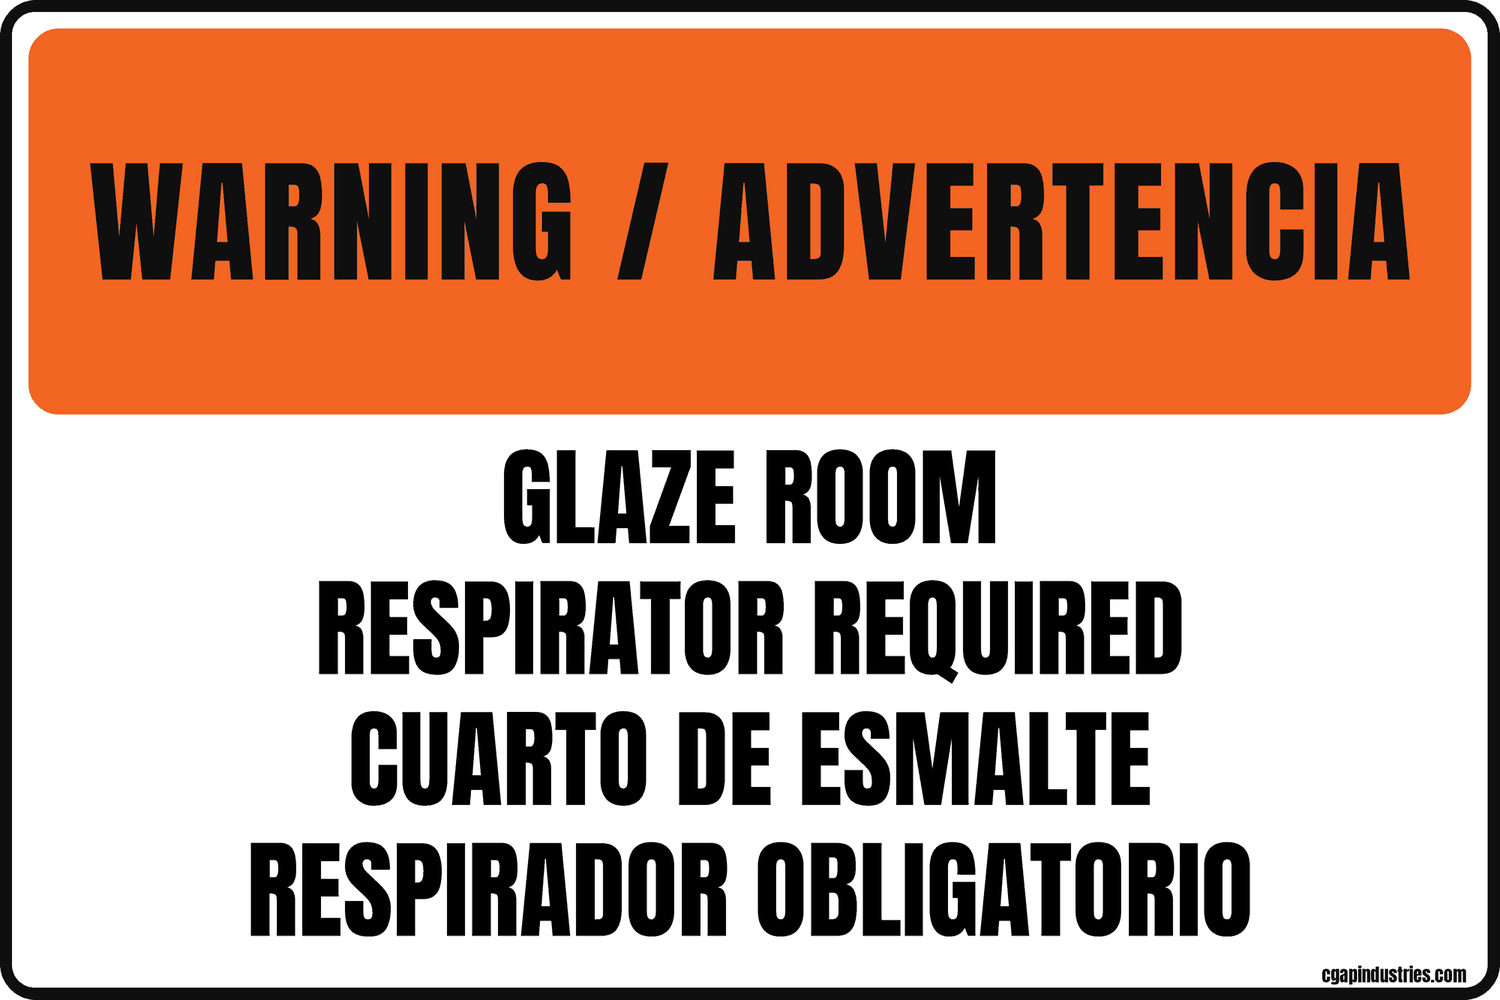 WARNING / ADVERTENCIA
GLAZE ROOM
RESPIRATOR REQUIRED
CUARTO DE ESMALTE
RESPIRADOR OBLIGATORIO
cgapindustries.com